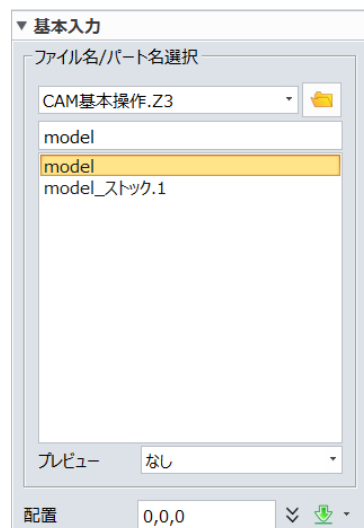 基本入力
ファイル名/パート名選択
CAM基本操作.Z3
model
model
model_ストック.1
プレビュー なし
配置 0,0,0